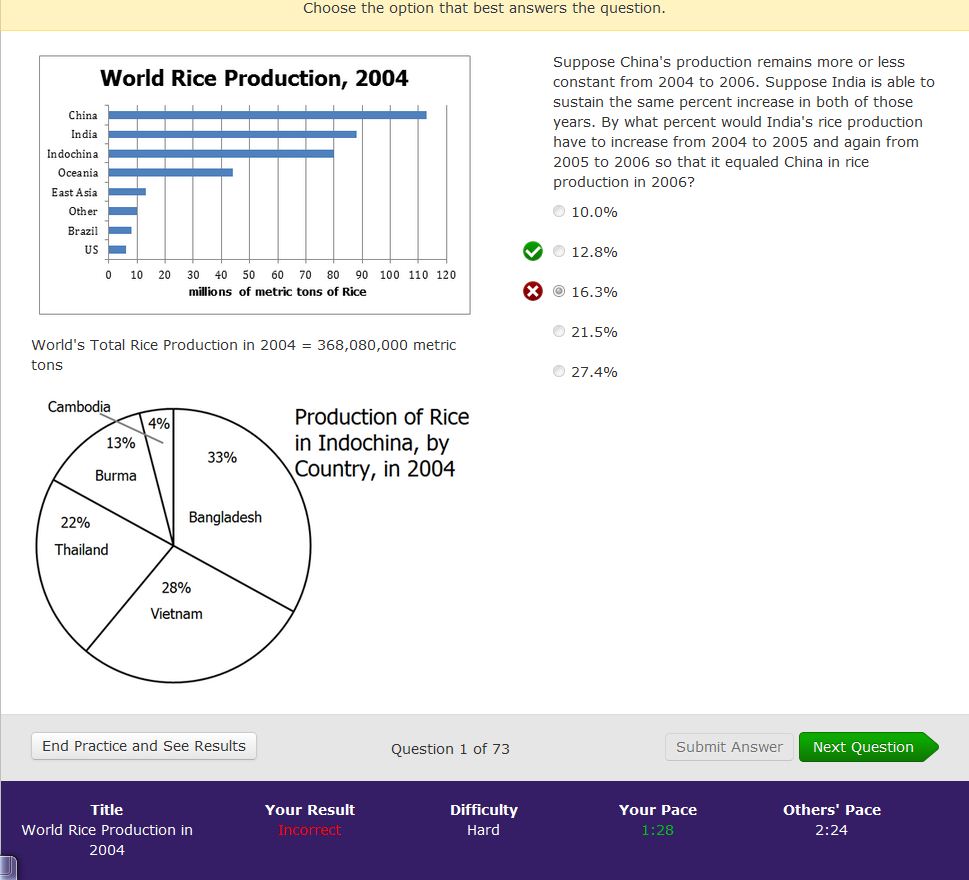 Choose the option that best answers the question.
World Rice Production, 2004
China
India
Indochina
Oceania
East Asia
Other
Brazil
US
0 10 20 30 40 50 60 70 80 90 100 110 120
millions of metric tons of Rice
World's Total Rice Production in 2004 = 368,080,000 metric
tons
Production of Rice
in Indochina, by
Country, in 2004
Cambodia
4%
13%
Burma
33%
Bangladesh
22%
Thailand
28%
Vietnam
Suppose China's production remains more or less
constant from 2004 to 2006. Suppose India is able to
sustain the same percent increase in both of those
years. By what percent would India's rice production
have to increase from 2004 to 2005 and again from
2005 to 2006 so that it equaled China in rice
production in 2006?
10.0%
12.8%
16.3%
21.5%
27.4%
End Practice and See Results
Question 1 of 73
Submit Answer
Next Question
Title Your Result Difficulty Your Pace Others' Pace
World Rice Production in Incorrect Hard 1:28 2:24
2004